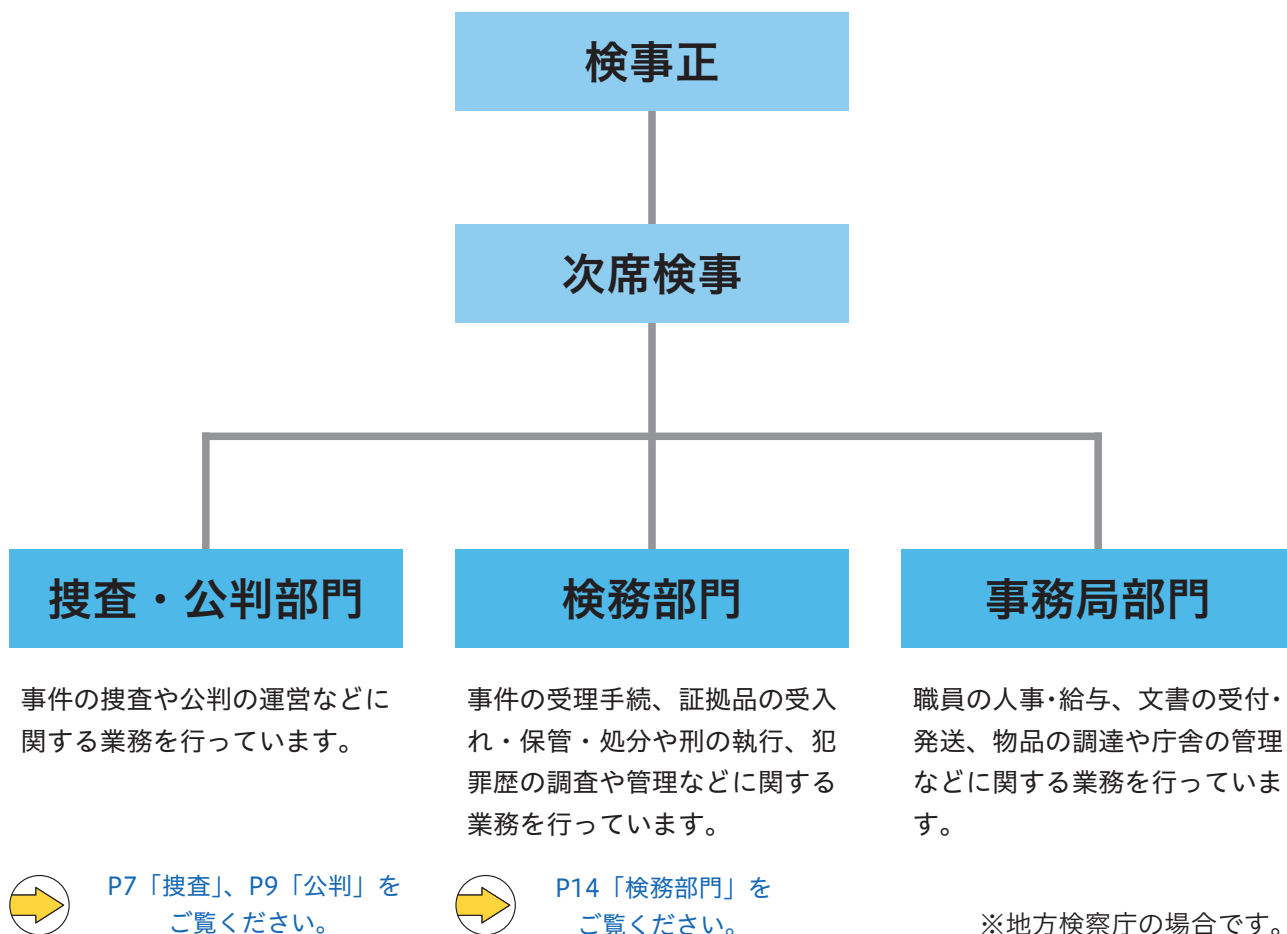 検事正
次席検事
捜査・公判部門
事件の捜査や公判の運営などに
関する業務を行っています。
P7「捜査」、P9「公判」を
ご覧ください。
検務部門
事件の受理手続、証拠品の受入
れ・保管・処分や刑の執行、犯
罪歴の調査や管理などに関する
業務を行っています。
P14「検務部門」を
ご覧ください。
事務局部門
職員の人事・給与、文書の受付・
発送、物品の調達や庁舎の管理
などに関する業務を行っていま
す。
※地方検察庁の場合です。